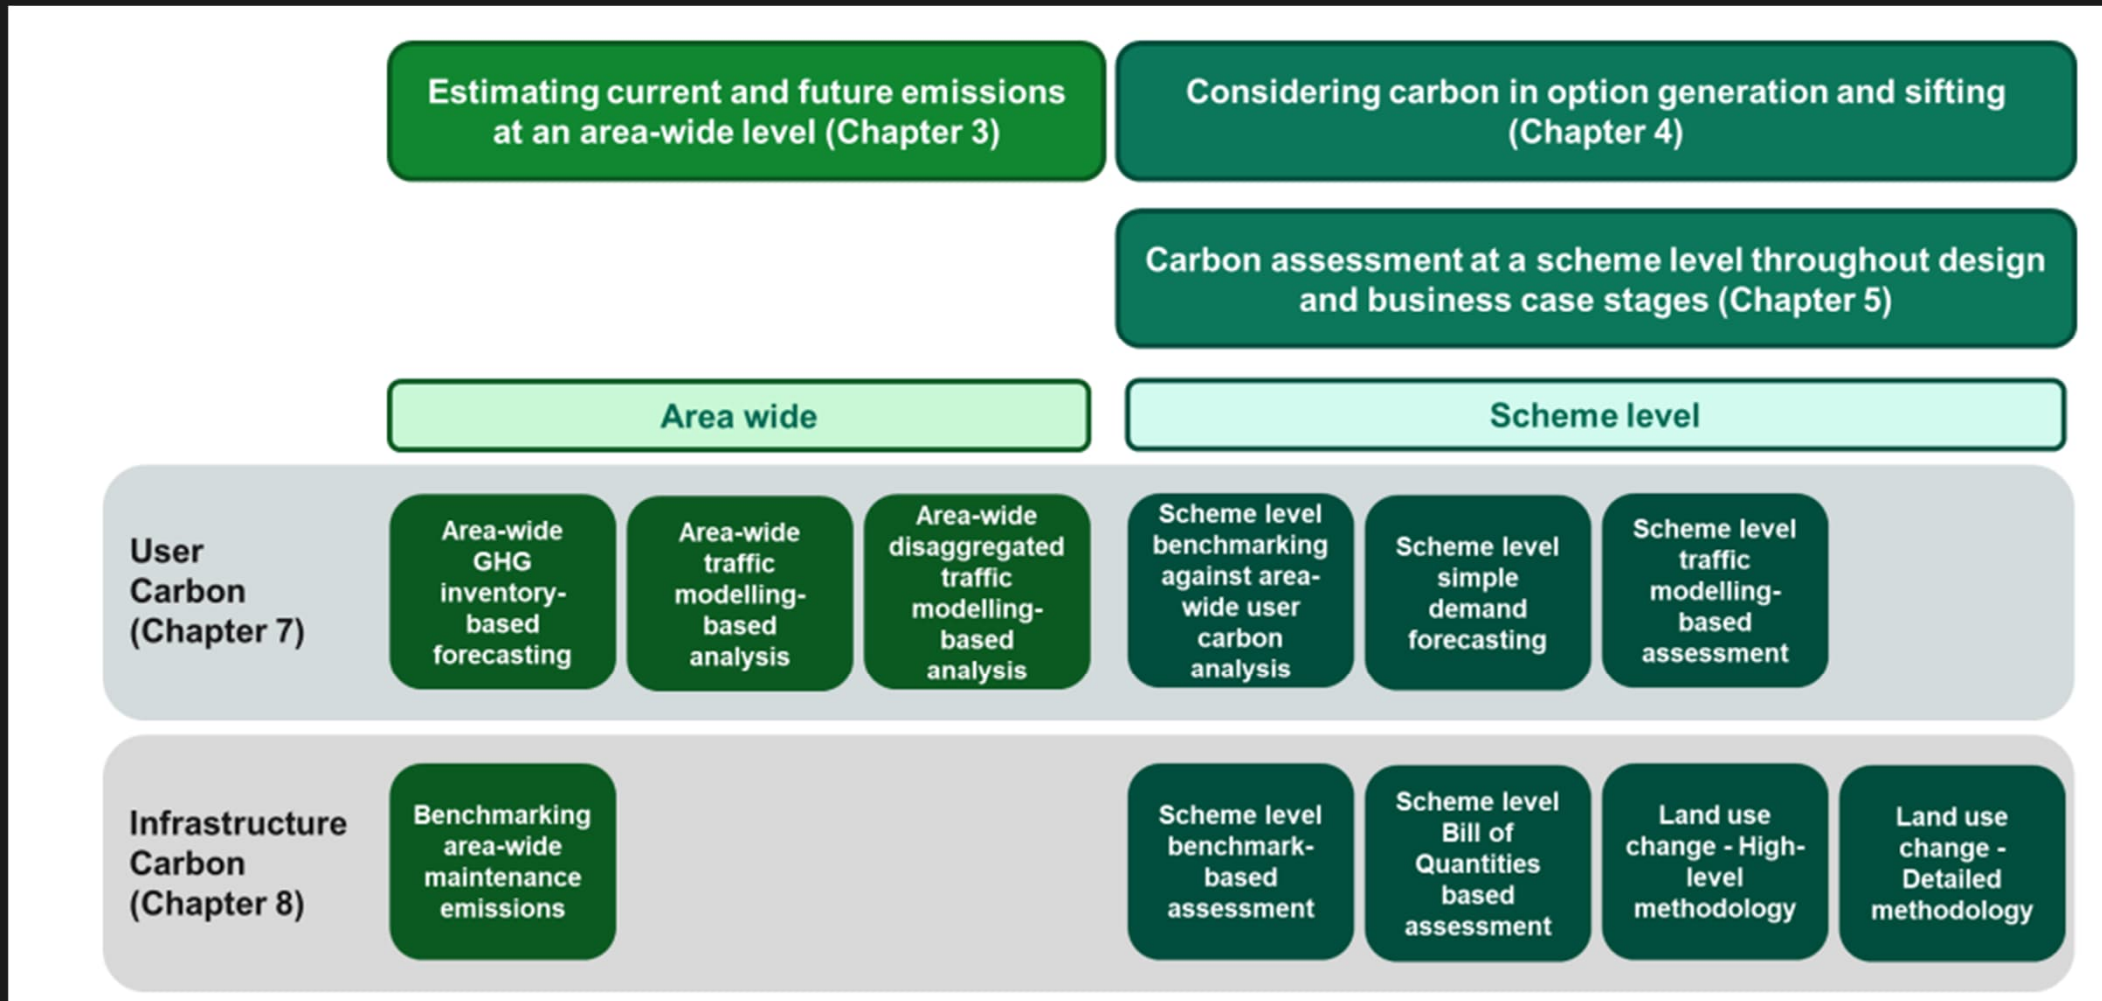 Estimating current and future emissions
at an area-wide level (Chapter 3)
Considering carbon in option generation and sifting
(Chapter 4)
Carbon assessment at a scheme level throughout design
and business case stages (Chapter 5)
Area wide
Scheme level
User
Carbon
(Chapter 7)
Area-wide
GHG
inventory-
based
forecasting
Area-wide
traffic
modelling-
based
analysis
Area-wide
disaggregated
traffic
modelling-
based
analysis
Scheme level
benchmarking
against area-
wide user
carbon
analysis
Scheme level
simple
demand
forecasting
Scheme level
traffic
modelling-
based
assessment
Infrastructure
Carbon
(Chapter 8)
Benchmarking
area-wide
maintenance
emissions
Scheme level
benchmark-
based
assessment
Scheme level
Bill of
Quantities
based
assessment
Land use
change - High-
level
methodology
Land use
change -
Detailed
methodology